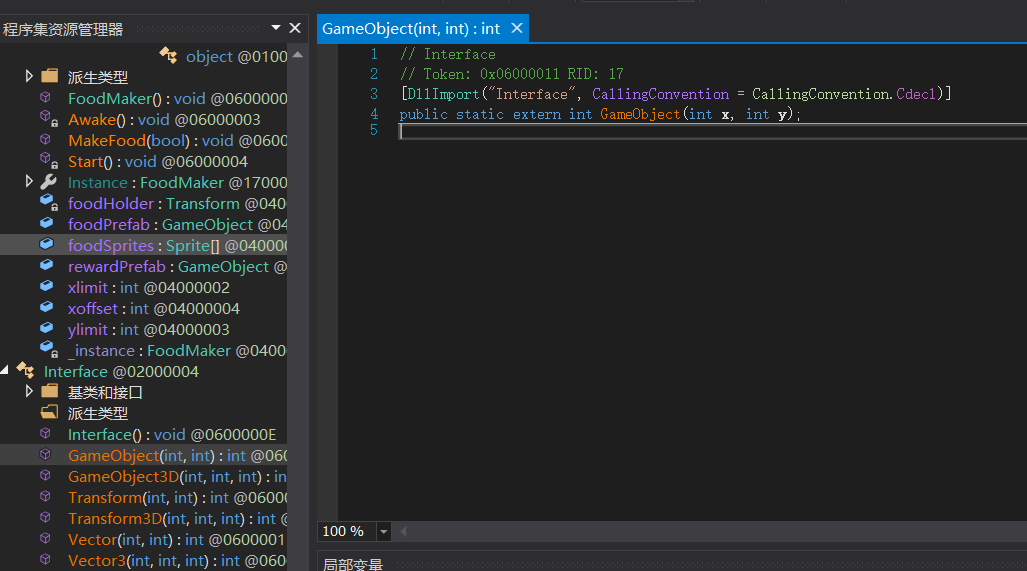 程序集资源管理器
object @0100
派生类型
FoodMaker() : void @0600000
Awake() : void @06000003
MakeFood(bool) : void @0600
Start() : void @06000004
Instance : FoodMaker @17000
foodHolder : Transform @040
foodPrefab : GameObject @04
foodSprites : Sprite[] @04000
rewardPrefab : GameObject @
xlimit : int @04000002
xoffset : int @04000004
ylimit : int @04000003
_instance : FoodMaker @0400
Interface @02000004
基类和接口
派生类型
Interface() : void @0600000E
GameObject(int, int) : int @060
GameObject3D(int, int, int) : in
Transform(int, int) : int @0600
Transform3D(int, int, int) : int @
Vector(int, int) : int @0600001
Vector3(int, int, int) : int @060
GameObject(int, int) : int
1 // Interface
2 // Token: 0x06000011 RID: 17
3 [DllImport("Interface", CallingConvention = CallingConvention.Cdecl)]
4 public static extern int GameObject(int x, int y);
5
100 %
局部变量